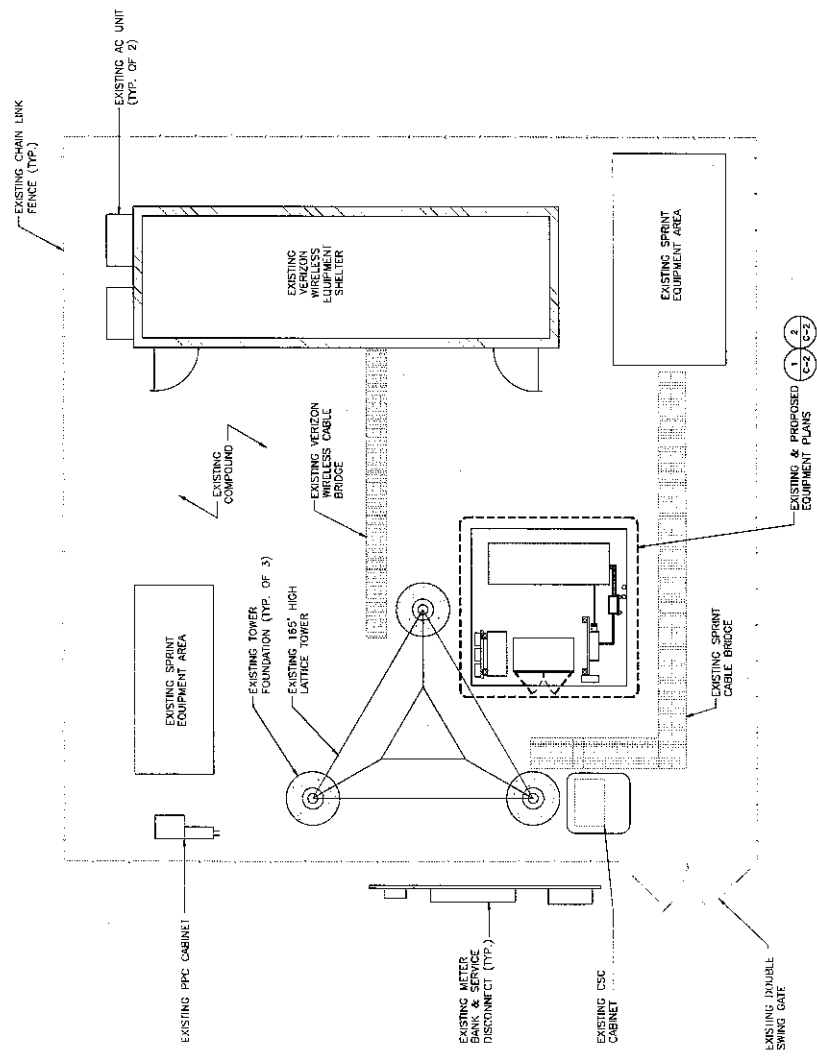 EXISTING CHAIN LINK
FENCE (TYP.)
EXISTING AC UNIT
(TYP. OF 2)
EXISTING
VERIZON
WIRELESS
EQUIPMENT
SHELTER
EXISTING SPRINT
EQUIPMENT AREA
EXISTING
COMPOUND
EXISTING VERIZON
WIRELESS CABLE
BRIDGE
EXISTING & PROPOSED
EQUIPMENT PLANS
1
C-2
2
C-2
EXISTING SPRINT
EQUIPMENT AREA
EXISTING TOWER
FOUNDATION (TYP. OF 3)
EXISTING 165' HIGH
LATTICE TOWER
EXISTING SPRINT
CABLE BRIDGE
EXISTING PPC CABINET
EXISTING METER
BANK & SERVICE
DISCONNECT (TYP.)
EXISTING CSC
CABINET
EXISTING DOUBLE
SWING GATE